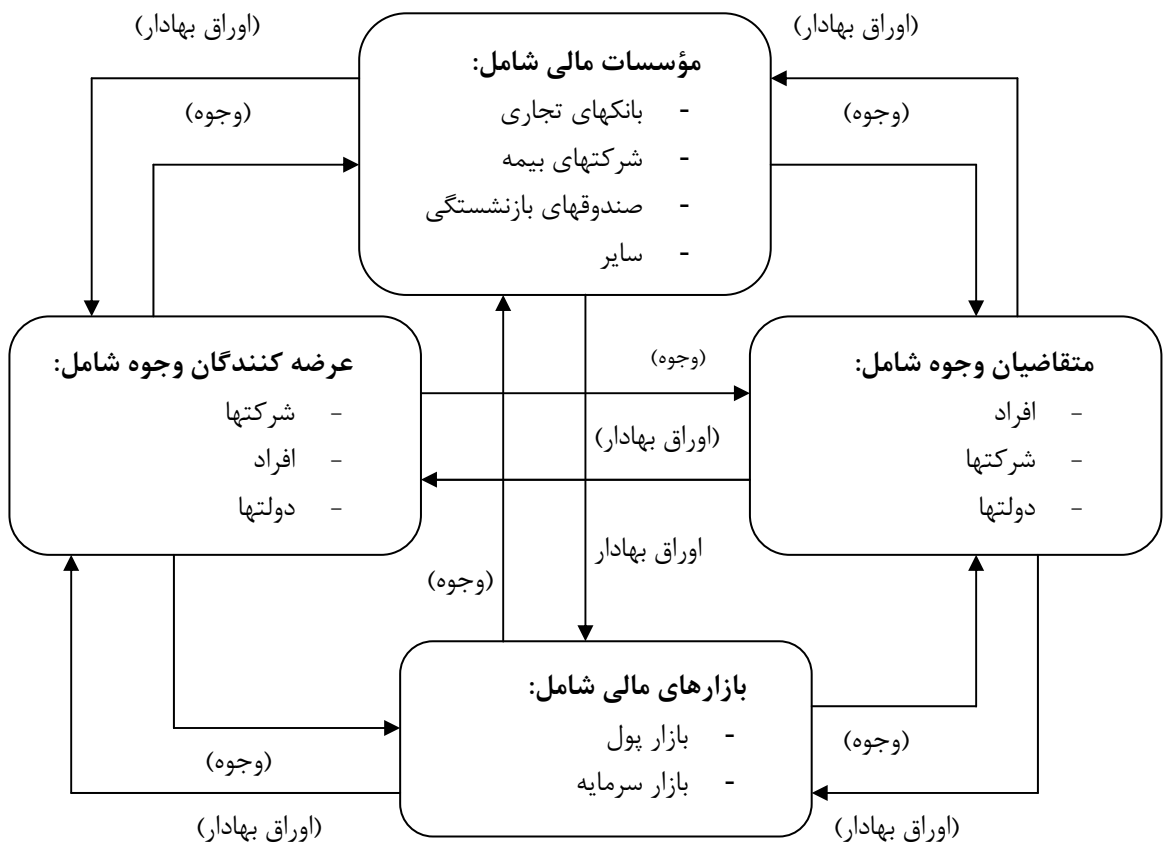 (اوراق بهادار)
(اوراق بهادار)
مؤسسات مالی شامل:
- بانکهای تجاری
- شرکتهای بیمه
- صندوقهای بازنشستگی
- سایر
(وجوه)
(وجوه)
متقاضیان وجوه شامل:
- افراد
- شرکتها
- دولتها
(وجوه)
(اوراق بهادار)
عرضه کنندگان وجوه شامل:
- شرکتها
- افراد
- دولتها
اوراق بهادار
(وجوه)
بازارهای مالی شامل:
- بازار پول
- بازار سرمایه
(وجوه)
(وجوه)
(اوراق بهادار)
(اوراق بهادار)